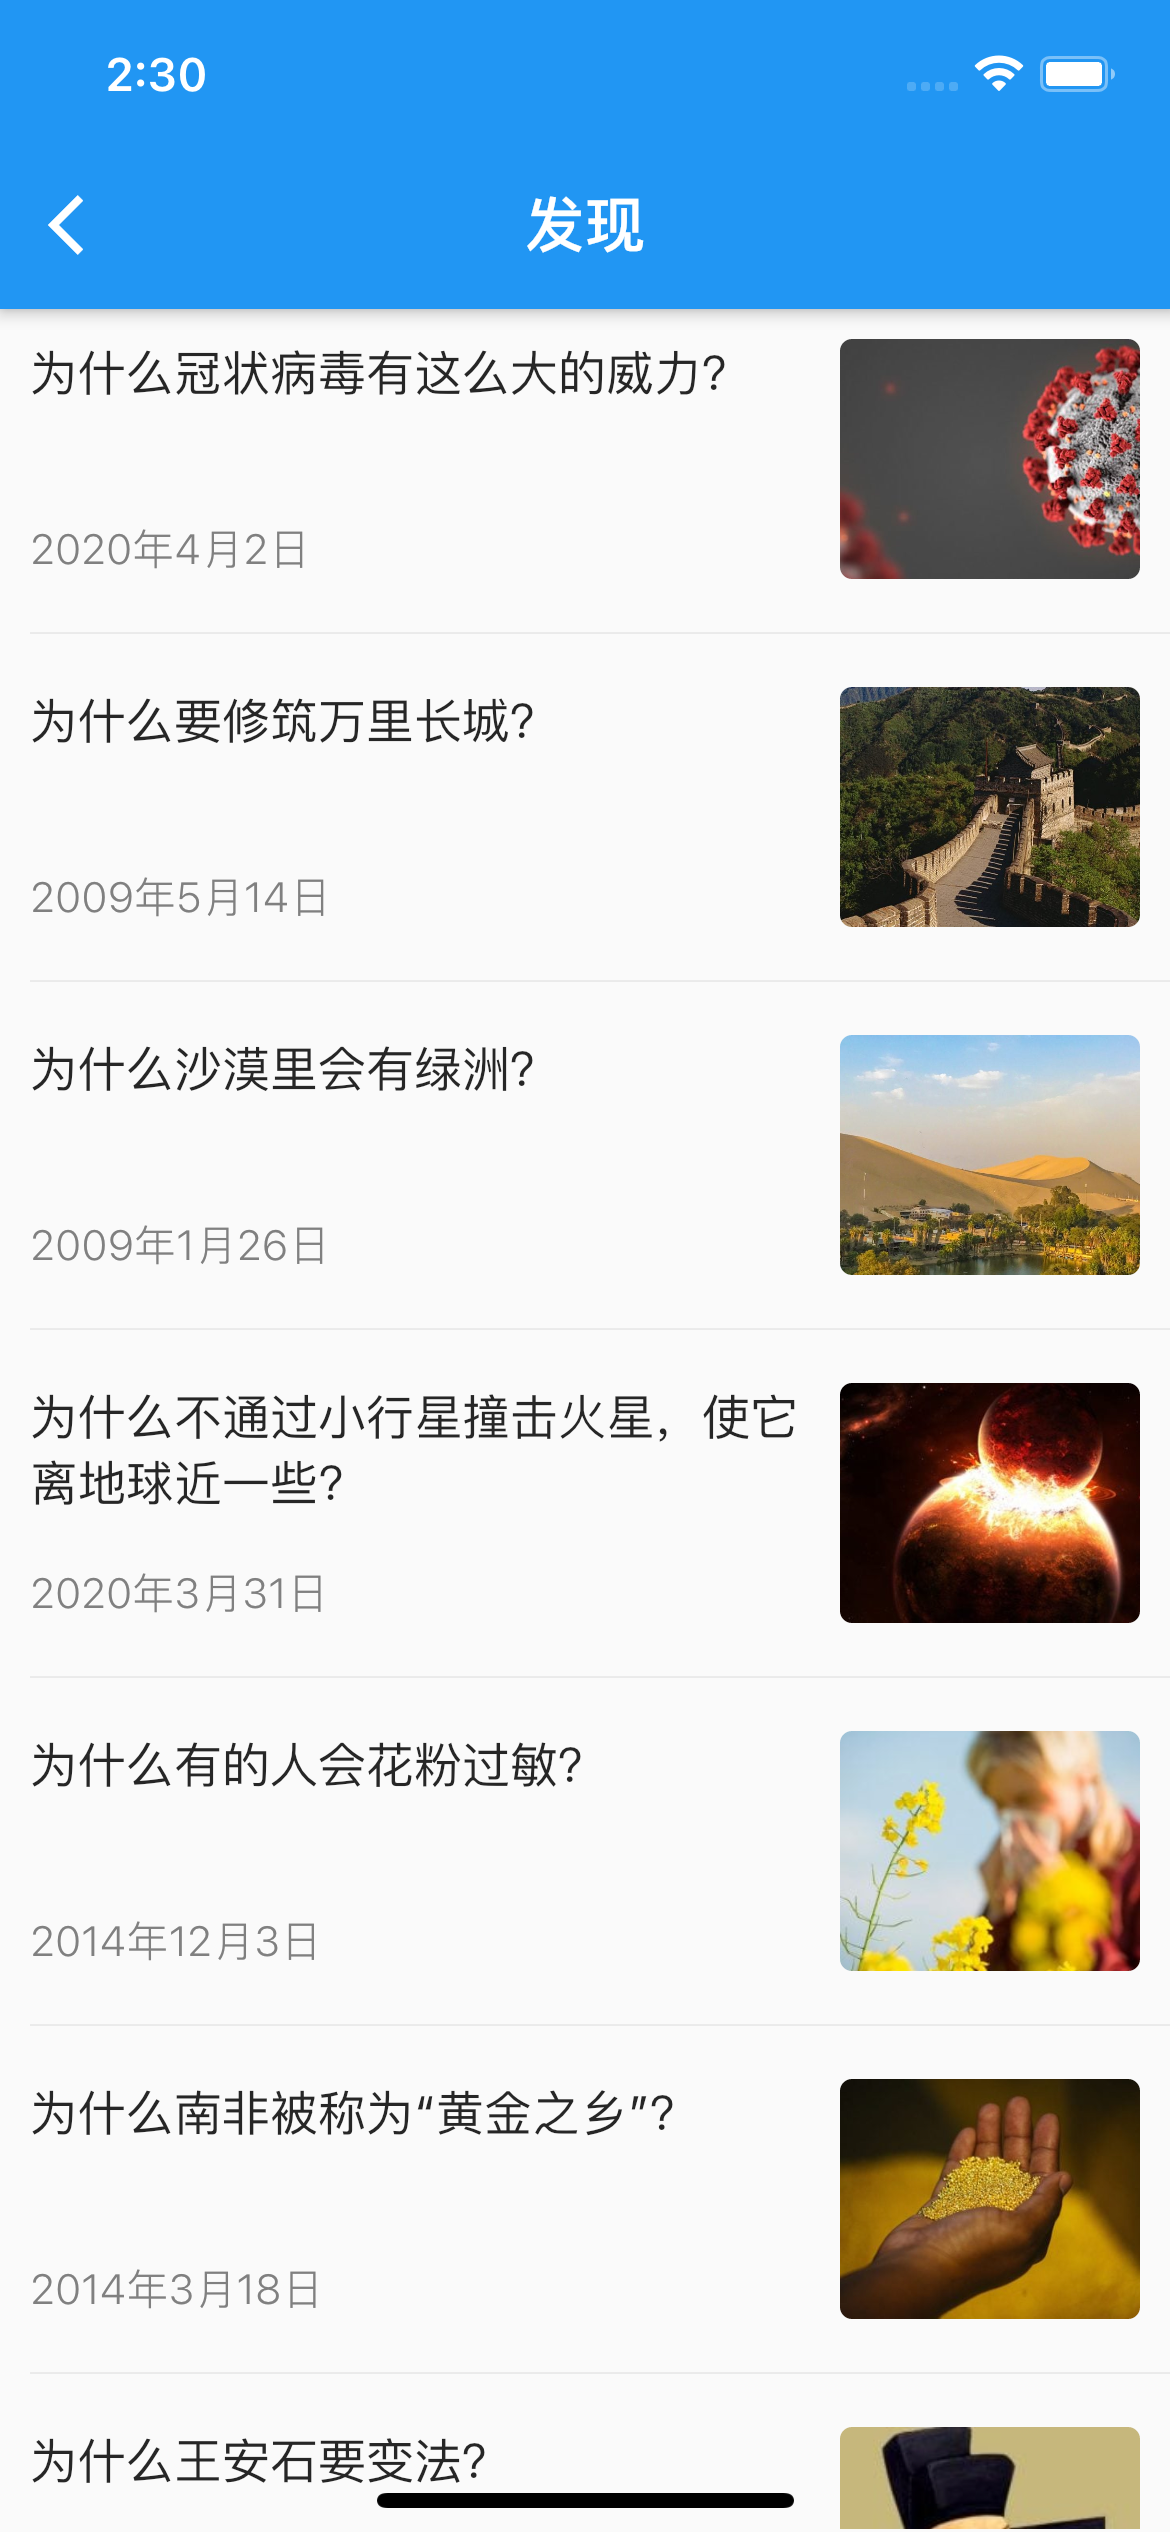 2:30
发现
为什么冠状病毒有这么大的威力?
2020年4月2日
为什么要修筑万里长城?
2009年5月14日
为什么沙漠里会有绿洲?
2009年1月26日
为什么不通过小行星撞击火星，使它
离地球近一些?
2020年3月31日
为什么有的人会花粉过敏?
2014年12月3日
为什么南非被称为“黄金之乡”?
2014年3月18日
为什么王安石要变法?